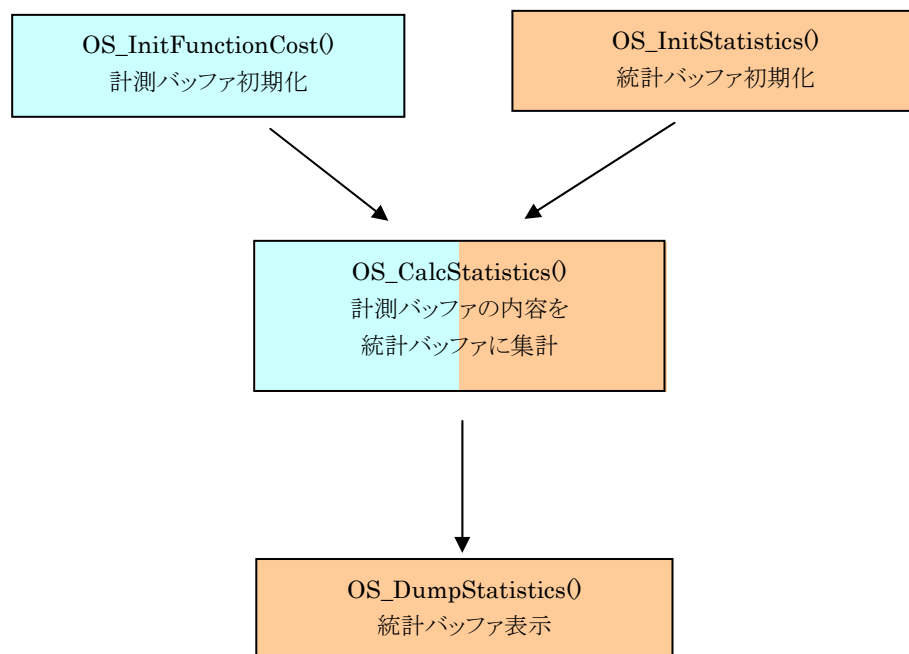 OS_InitFunctionCost()
計測バッファ初期化
OS_InitStatistics()
統計バッファ初期化
OS_CalcStatistics()
計測バッファの内容を
統計バッファに集計
OS_DumpStatistics()
統計バッファ表示